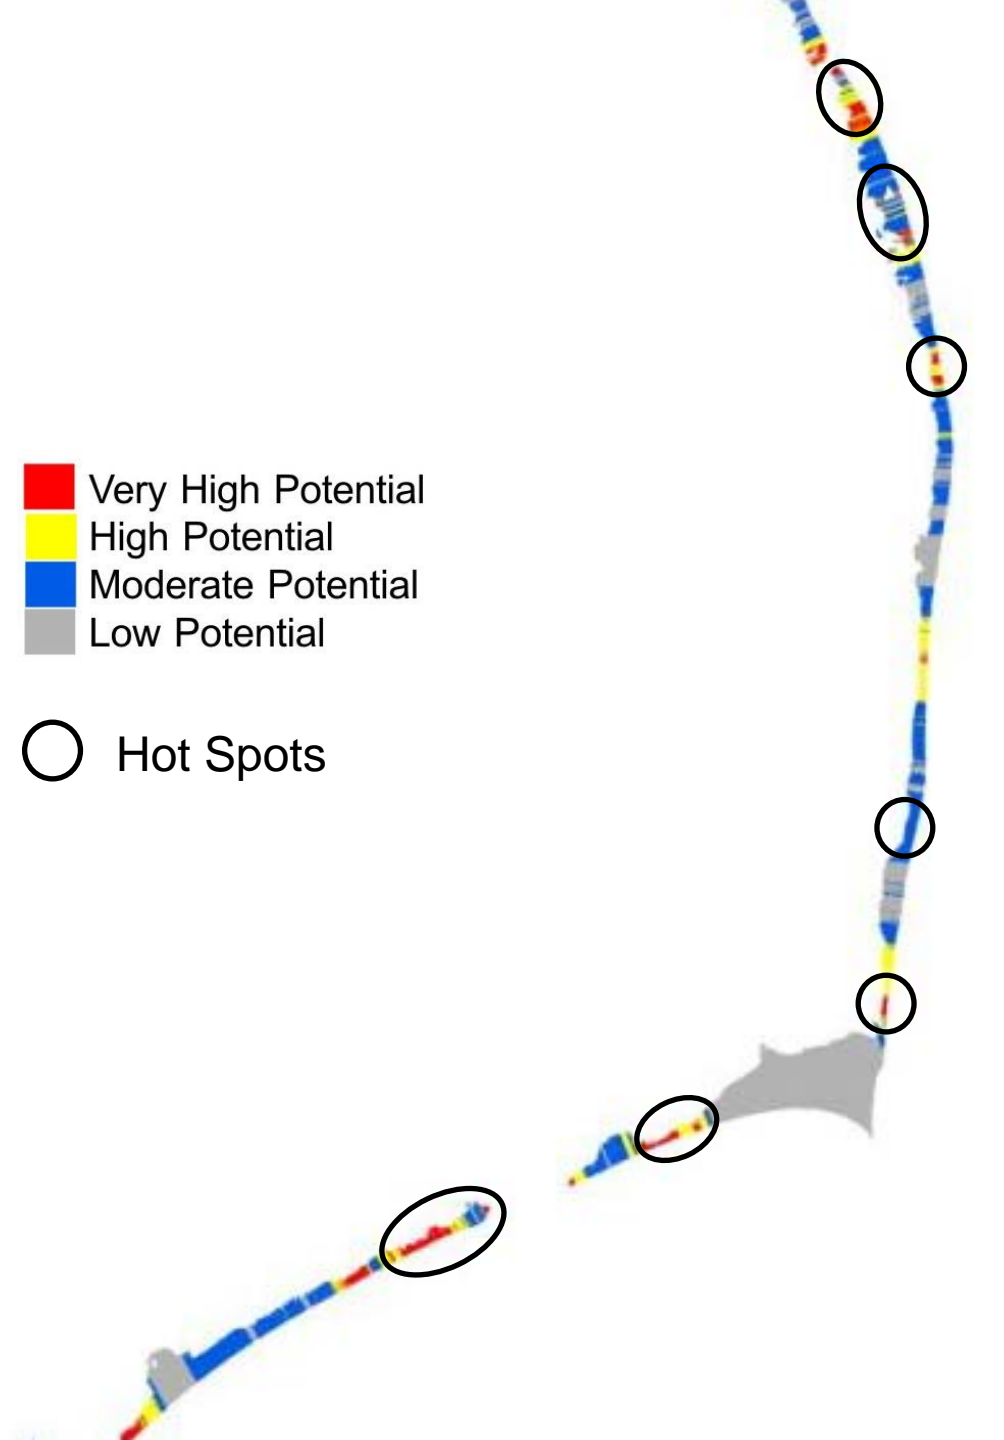 Very High Potential
High Potential
Moderate Potential
Low Potential
Hot Spots